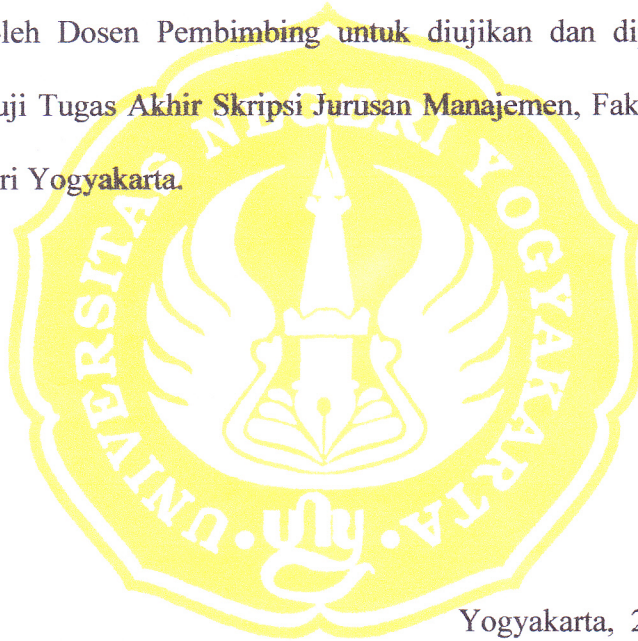 leh Dosen Pembimbing untuk diujikan dan di
uji Tugas Akhir Skripsi Jurusan Manajemen, Fak
ri Yogyakarta.
UNIVERSITAS NEGERI YOGYAKARTA
uny
Yogyakarta, 2